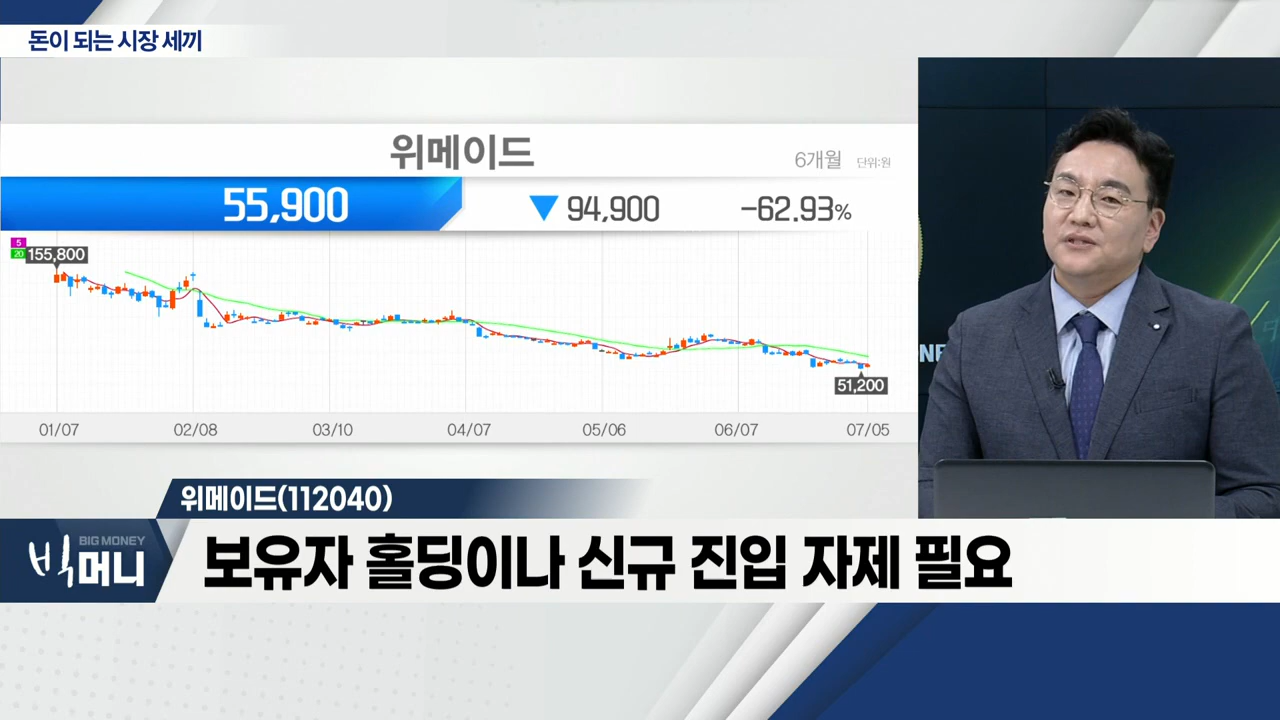 돈이 되는 시장 세끼
위메이드
6개월 단위:원
55,900 ▼ 94,900 -62.93%
5
20
155,800
51,200
01/07 02/08 03/10 04/07 05/06 06/07 07/05
위메이드(112040)
BIG MONEY
빅머니
보유자 홀딩이나 신규 진입 자제 필요
NE